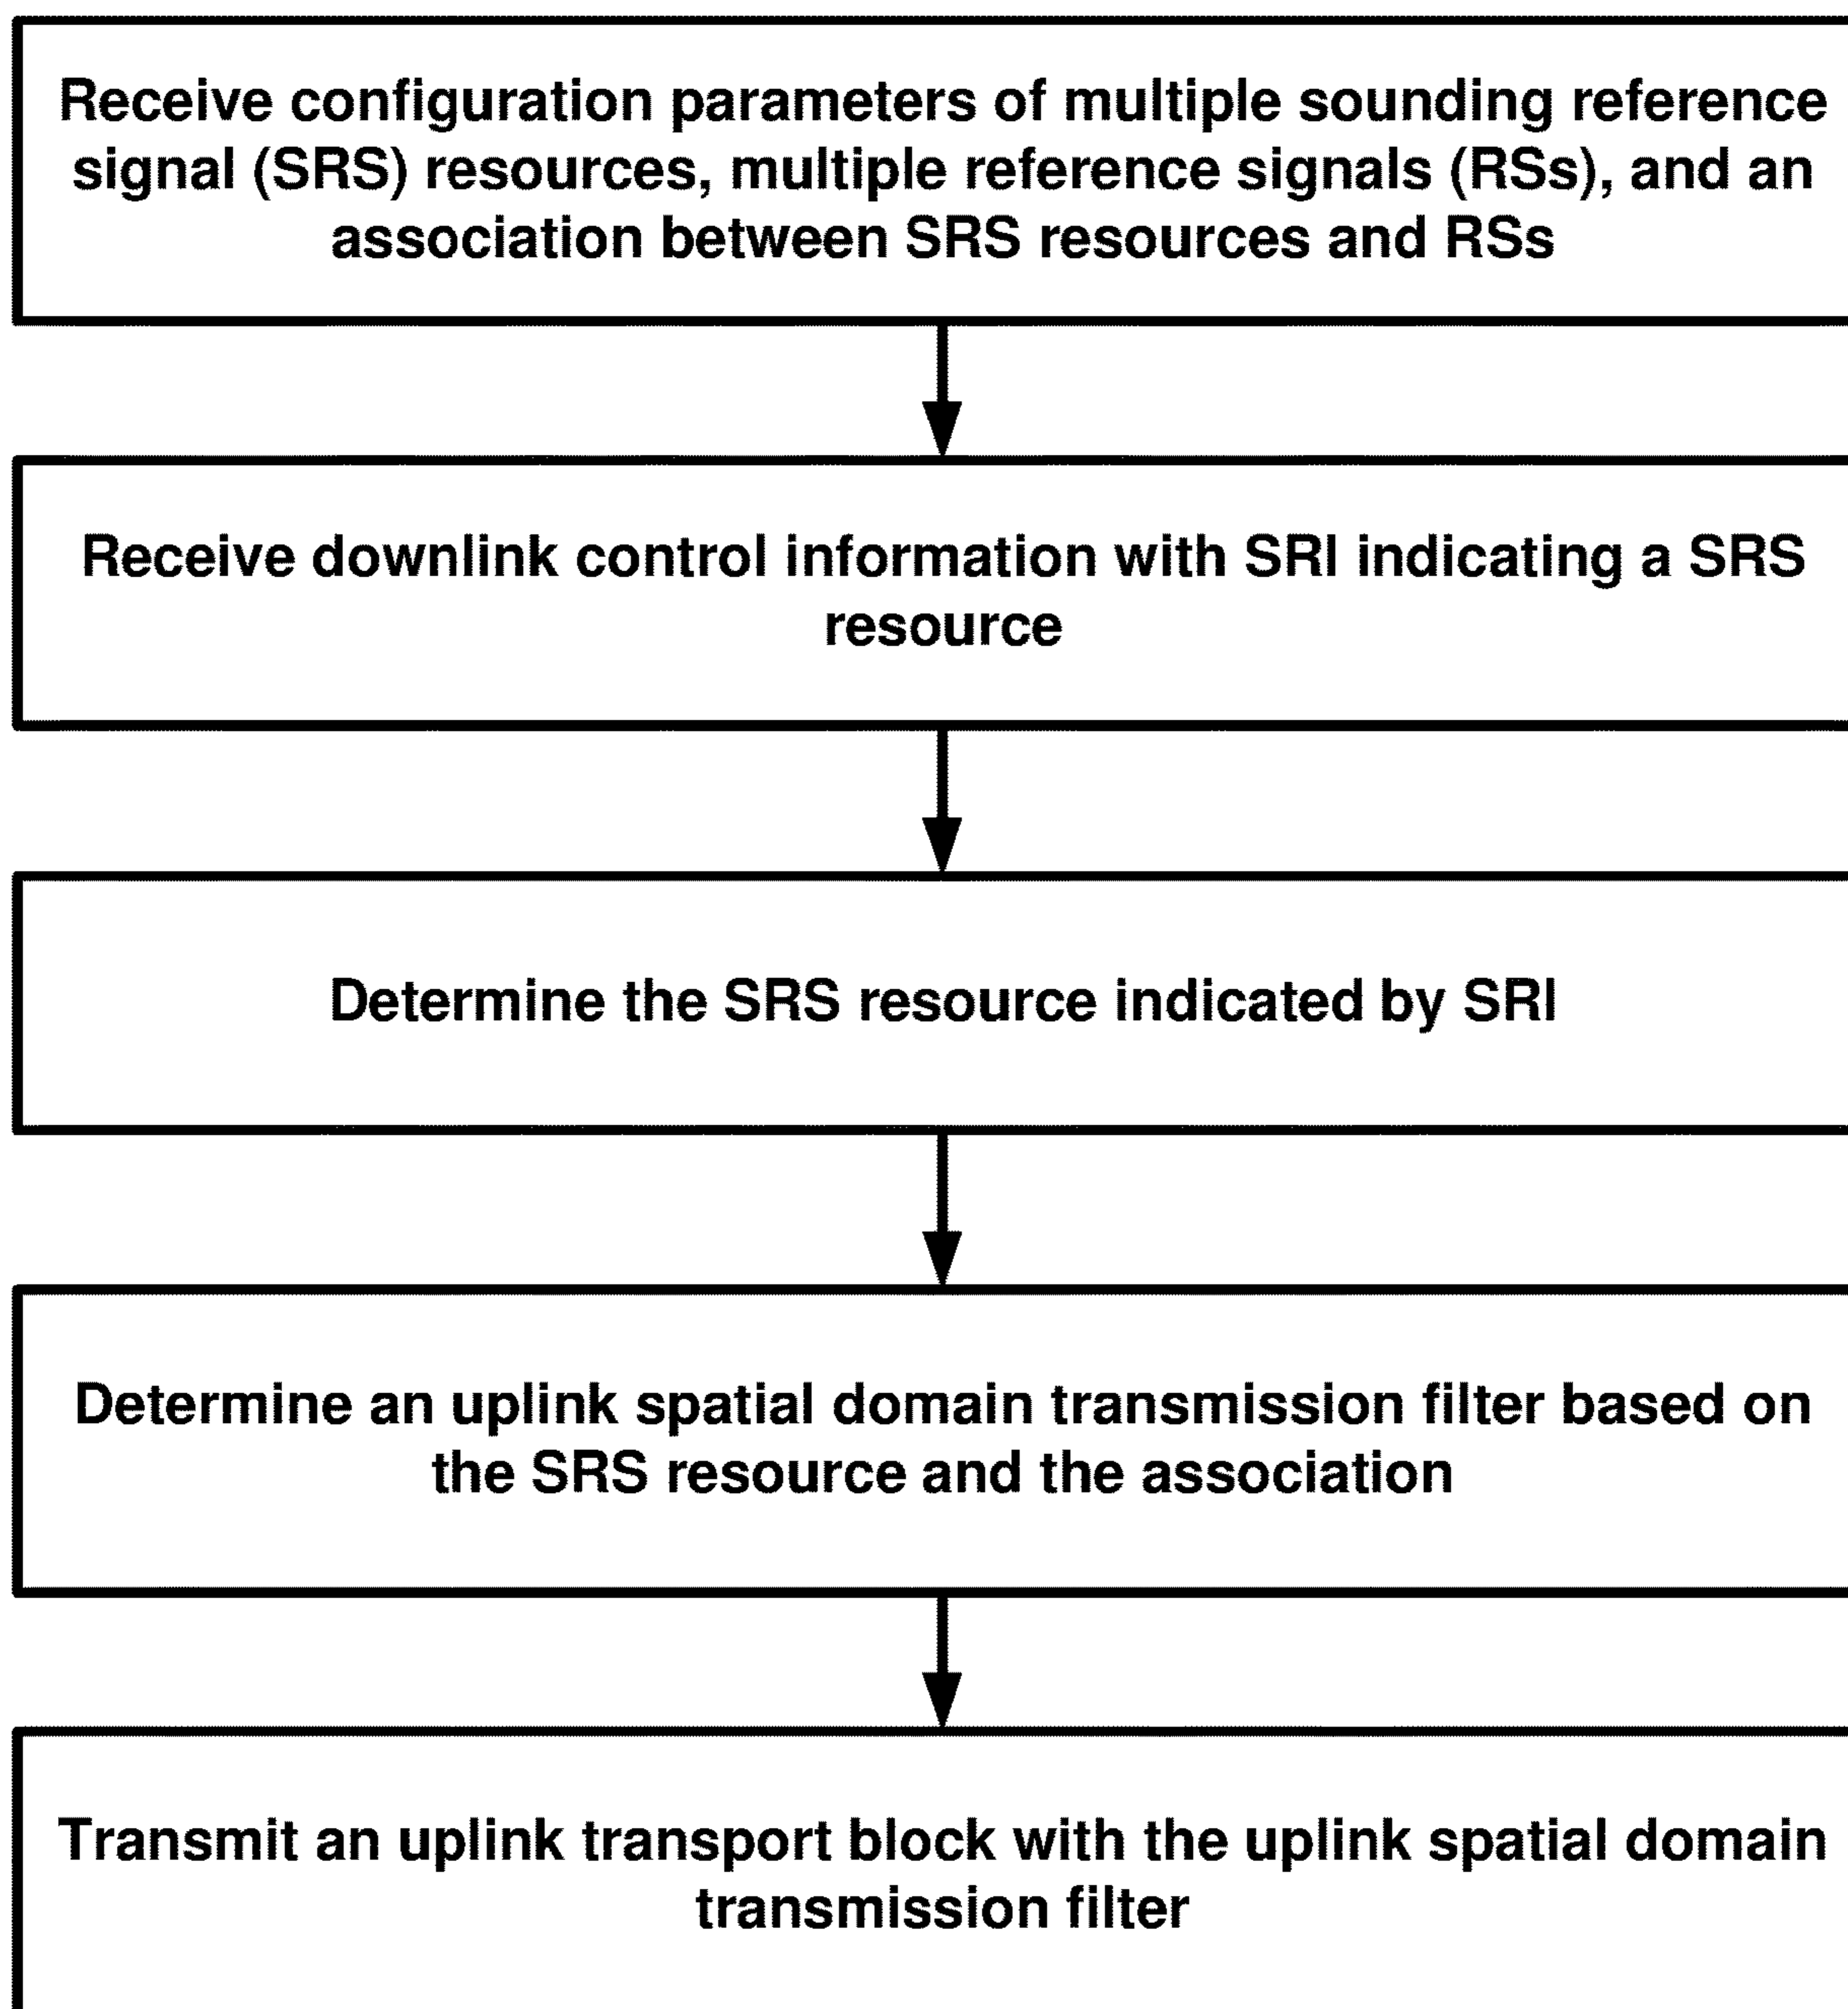 Receive configuration parameters of multiple sounding reference
signal (SRS) resources, multiple reference signals (RSs), and an
association between SRS resources and RSs
Receive downlink control information with SRI indicating a SRS
resource
Determine the SRS resource indicated by SRI
Determine an uplink spatial domain transmission filter based on
the SRS resource and the association
Transmit an uplink transport block with the uplink spatial domain
transmission filter